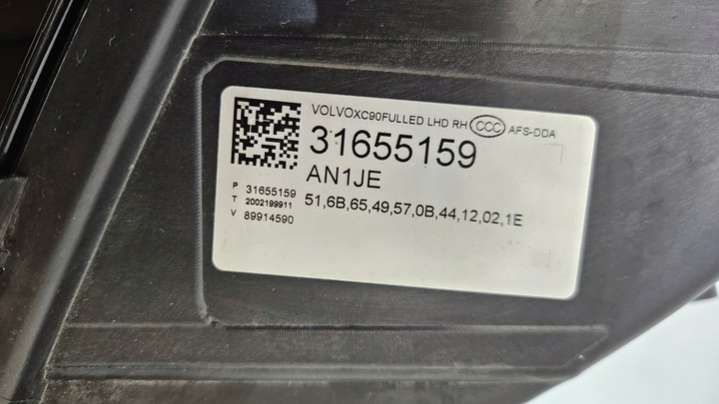 VOLVOXC90FULLED LHD RH CCC AFS-DDA
31655159
AN1JE
P 31655159
T 2002199911
V 89914590
51,6B,65,49,57,0B,44,12,02,1E